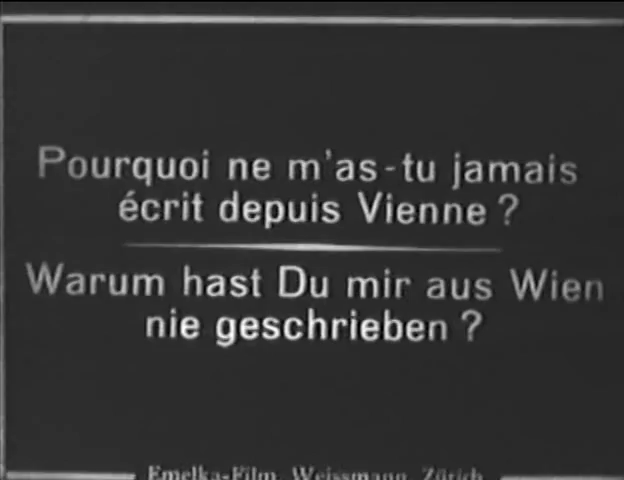 Pourquoi ne m'as-tu jamais
écrit depuis Vienne ?
Warum hast Du mir aus Wien
nie geschrieben ?
Emelka-Film Weissmann Zürich